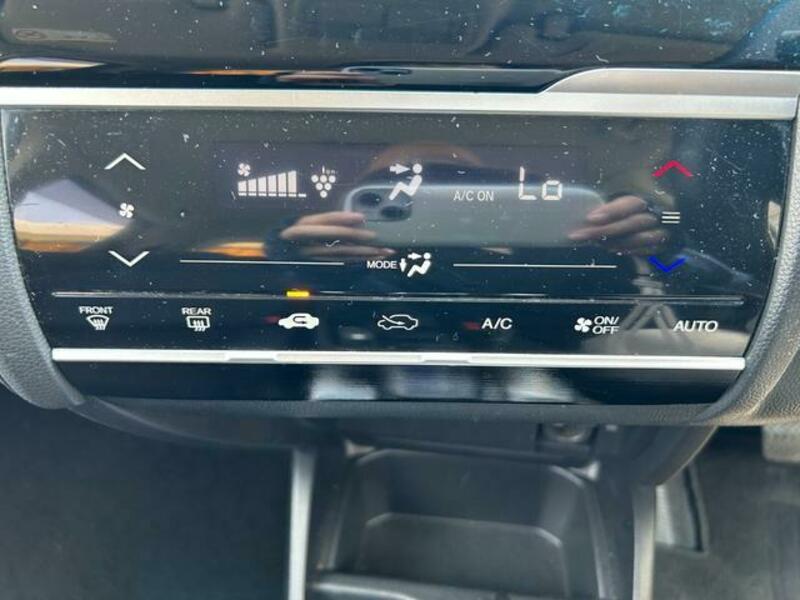 A/C ON Lo
MODE
FRONT REAR A/C ON/OFF AUTO